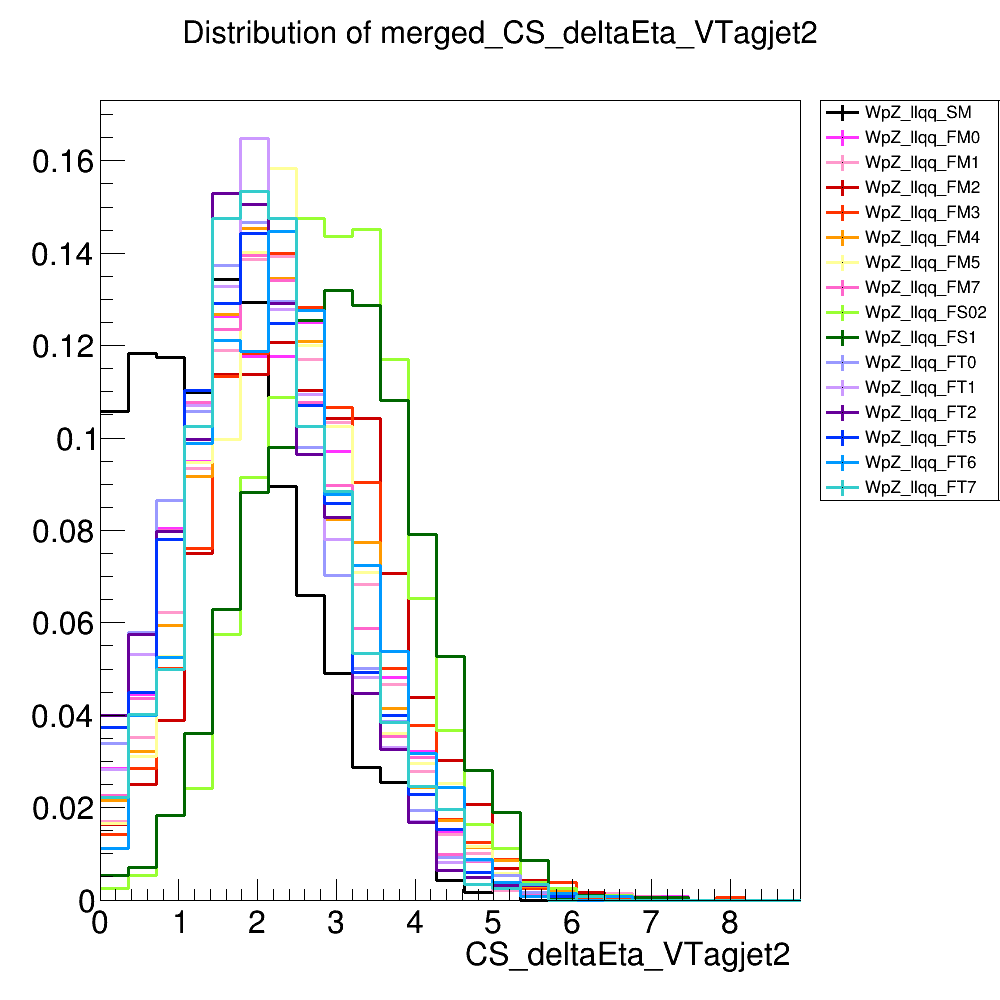 Distribution of merged_CS_deltaEta_VTagjet2
WpZ_llqq_SM
WpZ_llqq_FM0
WpZ_llqq_FM1
WpZ_llqq_FM2
WpZ_llqq_FM3
WpZ_llqq_FM4
WpZ_llqq_FM5
WpZ_llqq_FM7
WpZ_llqq_FS02
WpZ_llqq_FS1
WpZ_llqq_FT0
WpZ_llqq_FT1
WpZ_llqq_FT2
WpZ_llqq_FT5
WpZ_llqq_FT6
WpZ_llqq_FT7
0.16
0.14
0.12
0.1
0.08
0.06
0.04
0.02
0
0 1 2 3 4 5 6 7 8
CS_deltaEta_VTagjet2